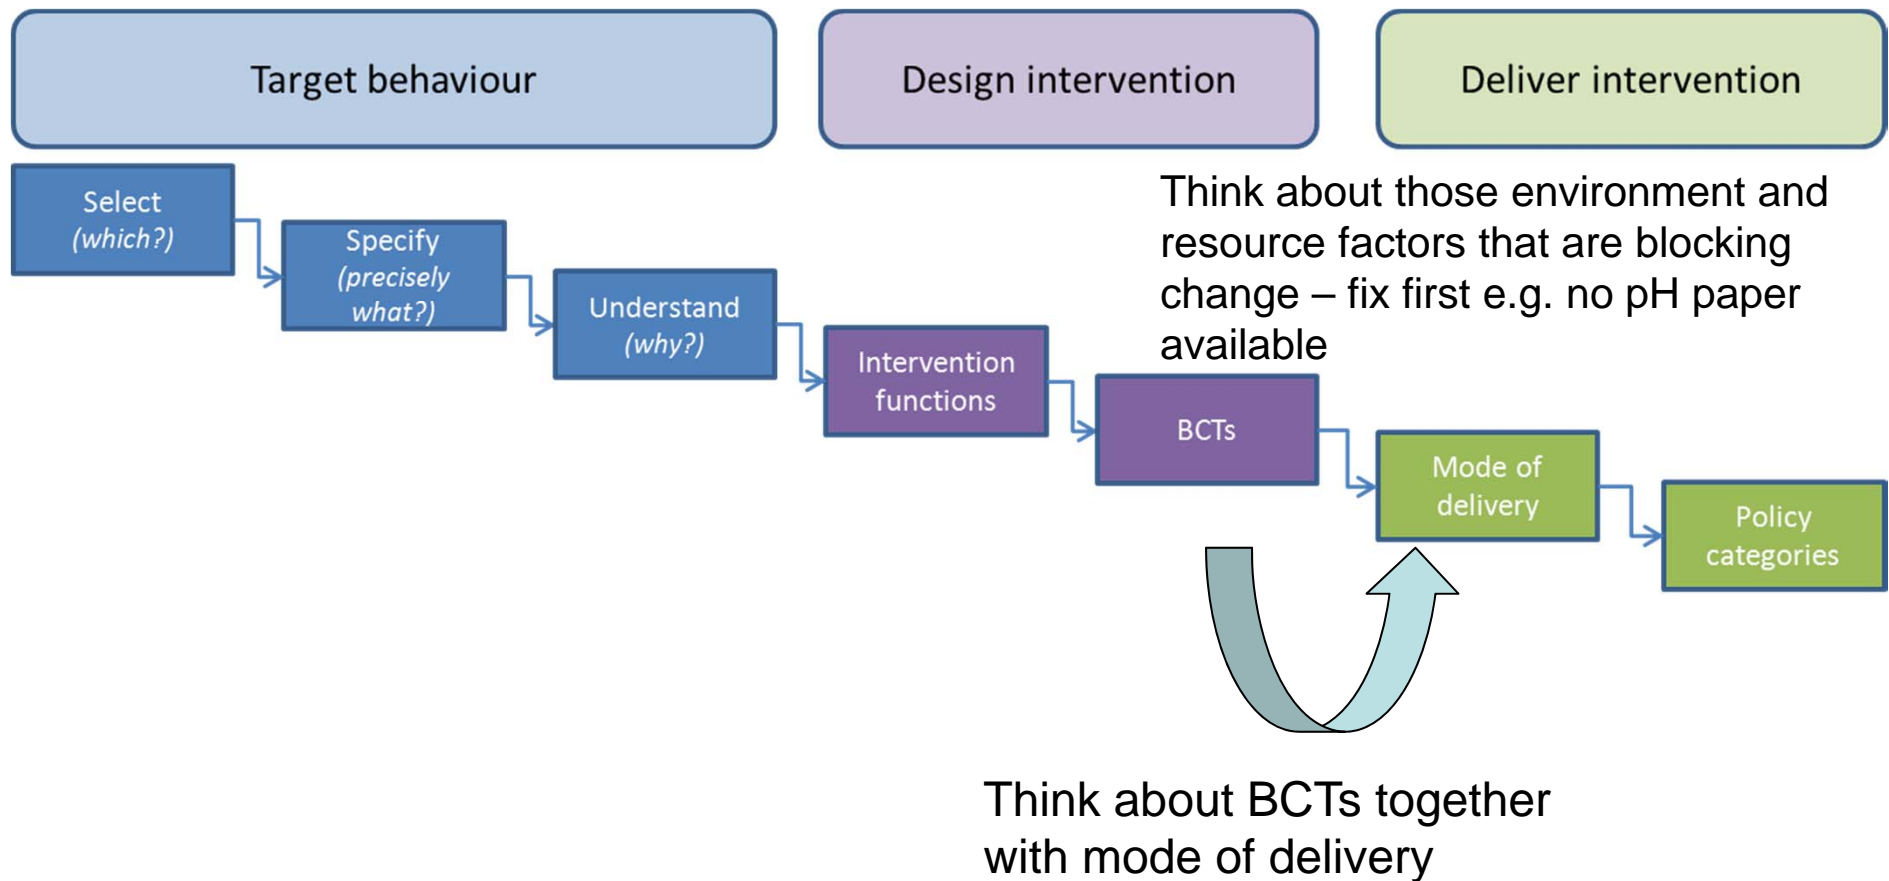 Target behaviour
Design intervention
Deliver intervention
Select
(which?)
Specify
(precisely
what?)
Understand
(why?)
Intervention
functions
BCTs
Mode of
delivery
Policy
categories
Think about those environment and
resource factors that are blocking
change – fix first e.g. no pH paper
available
Think about BCTs together
with mode of delivery